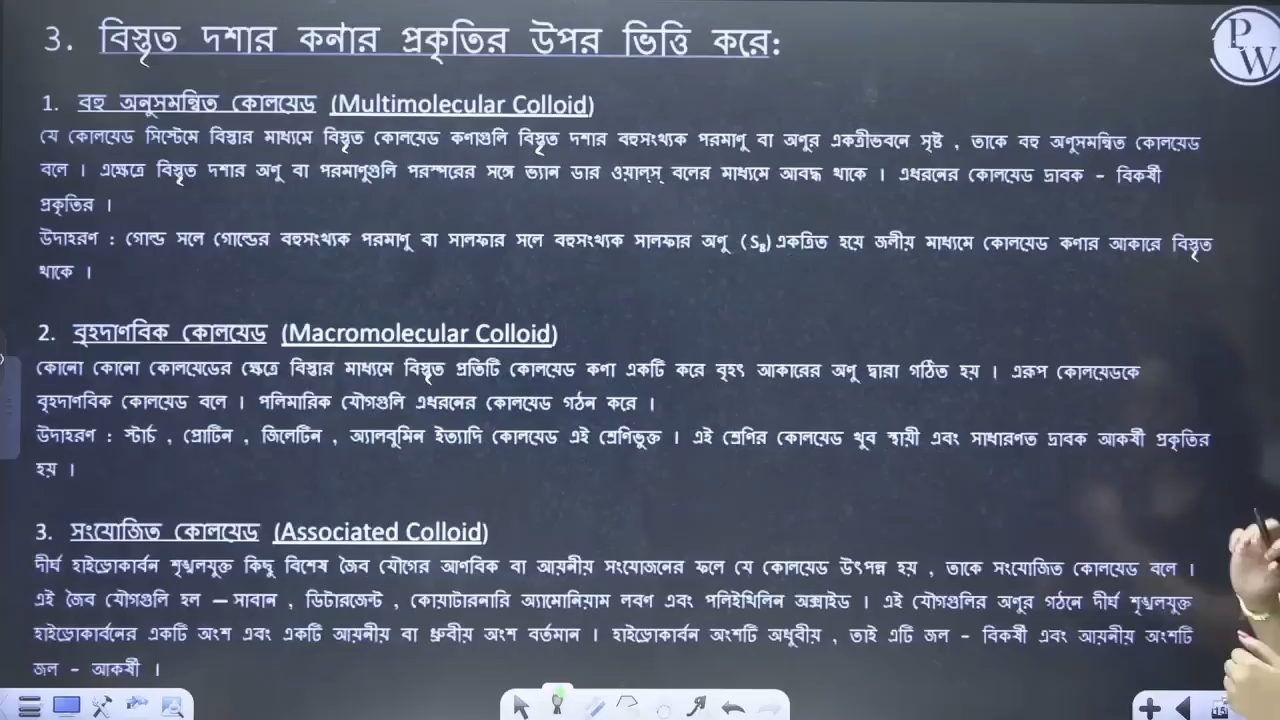 3. বিস্তৃত দশার কনার প্রকৃতির উপর ভিত্তি করে:
PW
1. বহু অনুসমন্বিত কোলয়েড (Multimolecular Colloid)
যে কোলয়েড সিস্টেমে বিস্তার মাধ্যমে বিস্তৃত কোলয়েড কণাগুলি বিস্তৃত দশার বহুসংখ্যক পরমাণু বা অণুর একত্রীভবনে সৃষ্ট , তাকে বহু অণুসমন্বিত কোলয়েড
বলে । এক্ষেত্রে বিস্তৃত দশার অণু বা পরমাণুগুলি পরস্পরের সঙ্গে ভ্যান ডার ওয়াল্‌স্‌ বলের মাধ্যমে আবদ্ধ থাকে । এধরনের কোলয়েড দ্রাবক - বিকর্ষী
প্রকৃতির ।
উদাহরণ : গোল্ড সলে গোল্ডের বহুসংখ্যক পরমাণু বা সালফার সলে বহুসংখ্যক সালফার অণু (S₈) একত্রিত হয়ে জলীয় মাধ্যমে কোলয়েড কণার আকারে বিস্তৃত
থাকে ।
2. বৃহদাণবিক কোলয়েড (Macromolecular Colloid)
কোনো কোনো কোলয়েডের ক্ষেত্রে বিস্তার মাধ্যমে বিস্তৃত প্রতিটি কোলয়েড কণা একটি করে বৃহৎ আকারের অণু দ্বারা গঠিত হয় । এরূপ কোলয়েডকে
বৃহদাণবিক কোলয়েড বলে । পলিমারিক যৌগগুলি এধরনের কোলয়েড গঠন করে ।
উদাহরণ : স্টার্চ , প্রোটিন , জিলেটিন , অ্যালবুমিন ইত্যাদি কোলয়েড এই শ্রেণিভুক্ত । এই শ্রেণির কোলয়েড খুব স্থায়ী এবং সাধারণত দ্রাবক আকর্ষী প্রকৃতির
হয় ।
3. সংযোজিত কোলয়েড (Associated Colloid)
দীর্ঘ হাইড্রোকার্বন শৃঙ্খলযুক্ত কিছু বিশেষ জৈব যৌগের আণবিক বা আয়নীয় সংযোজনের ফলে যে কোলয়েড উৎপন্ন হয় , তাকে সংযোজিত কোলয়েড বলে ।
এই জৈব যৌগগুলি হল — সাবান , ডিটারজেন্ট , কোয়াটারনারি অ্যামোনিয়াম লবণ এবং পলিইথিলিন অক্সাইড । এই যৌগগুলির অণুর গঠনে দীর্ঘ শৃঙ্খলযুক্ত
হাইড্রোকার্বনের একটি অংশ এবং একটি আয়নীয় বা ধ্রুবীয় অংশ বর্তমান । হাইড্রোকার্বন অংশটি অধ্রুবীয় , তাই এটি জল - বিকর্ষী এবং আয়নীয় অংশটি
জল - আকর্ষী ।